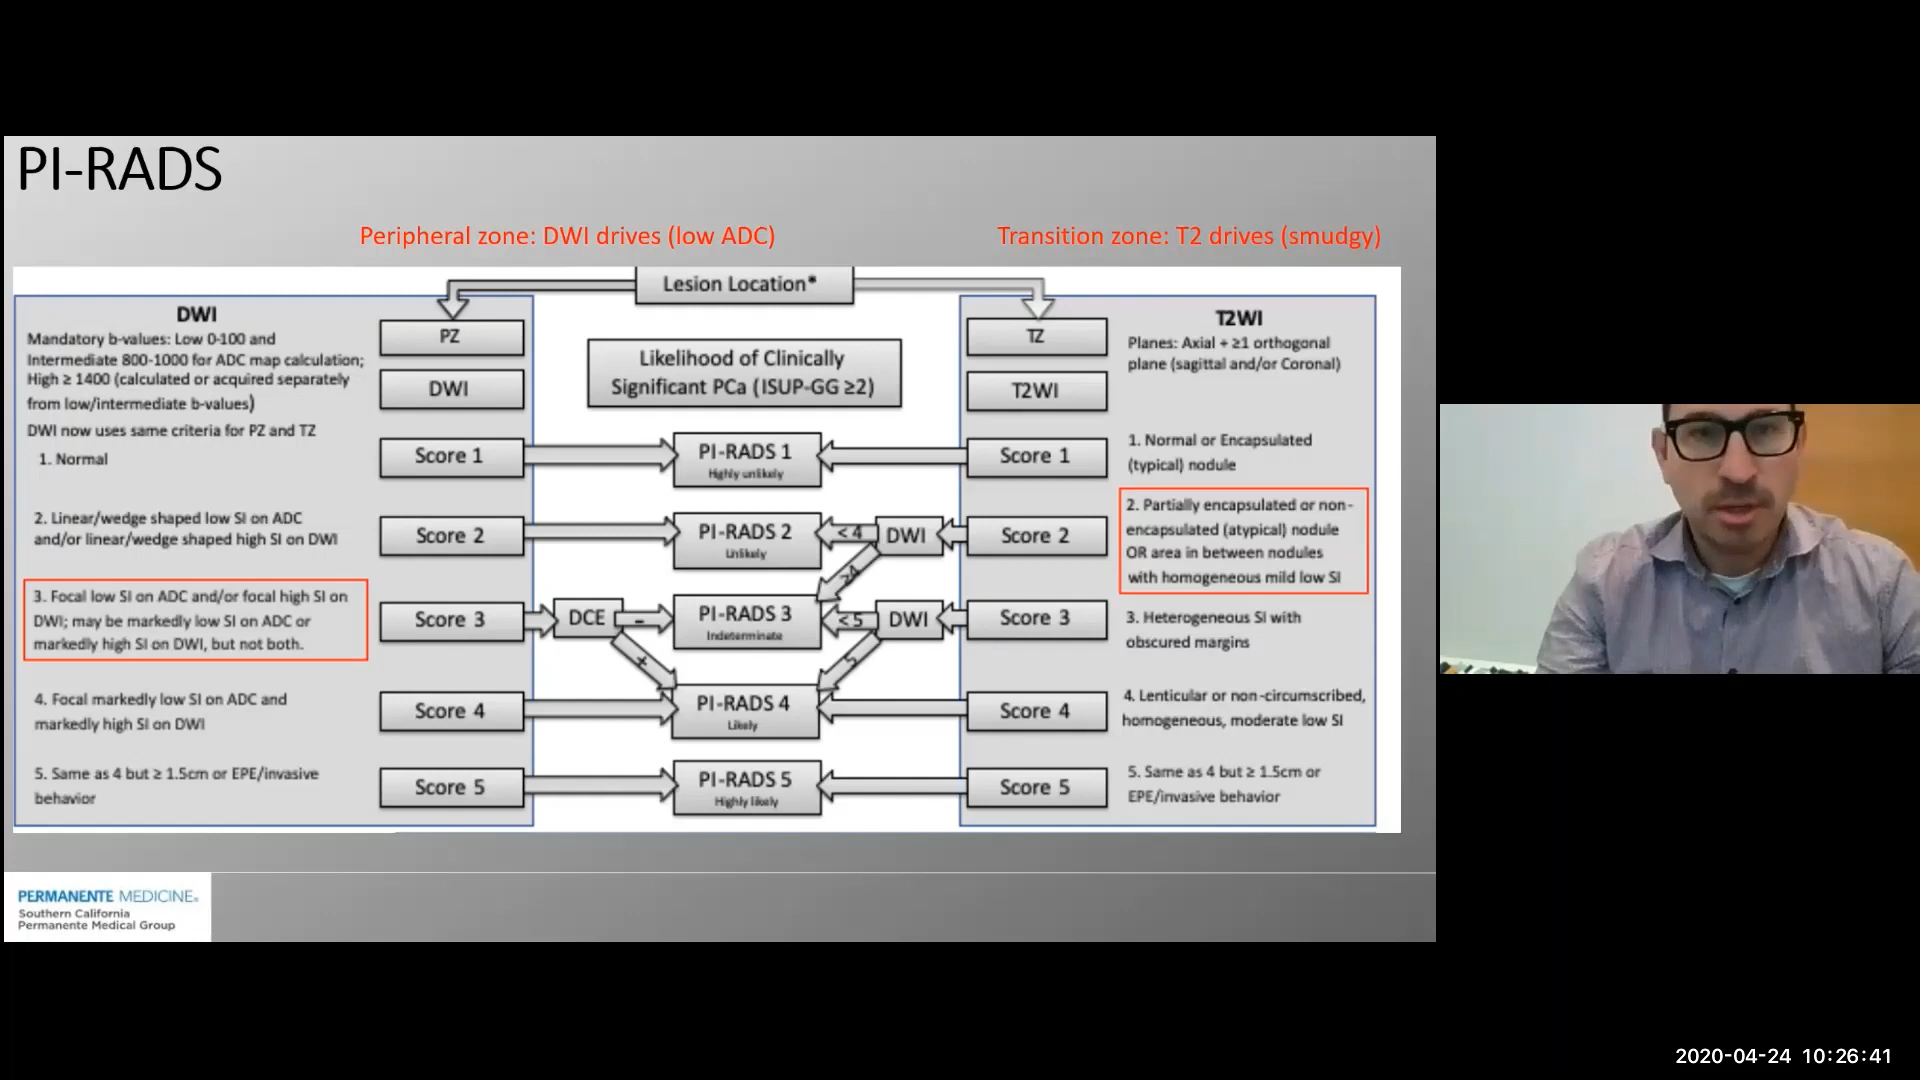 PI-RADS
Peripheral zone: DWI drives (low ADC)
Transition zone: T2 drives (smudgy)
Lesion Location*
DWI
Mandatory b-values: Low 0-100 and
Intermediate 800-1000 for ADC map calculation;
High ≥ 1400 (calculated or acquired separately
from low/intermediate b-values)
DWI now uses same criteria for PZ and TZ
1. Normal
2. Linear/wedge shaped low SI on ADC
and/or linear/wedge shaped high SI on DWI
3. Focal low SI on ADC and/or focal high SI on
DWI; may be markedly low SI on ADC or
markedly high SI on DWI, but not both.
4. Focal markedly low SI on ADC and
markedly high SI on DWI
5. Same as 4 but ≥ 1.5cm or EPE/invasive
behavior
PZ
DWI
Score 1
Score 2
Score 3
Score 4
Score 5
Likelihood of Clinically
Significant PCa (ISUP-GG ≥2)
PI-RADS 1
Highly unlikely
PI-RADS 2
Unlikely
<4
DWI
≥4
DCE
-
+
PI-RADS 3
Indeterminate
<5
DWI
5
PI-RADS 4
Likely
PI-RADS 5
Highly likely
TZ
T2WI
Score 1
Score 2
Score 3
Score 4
Score 5
T2WI
Planes: Axial + ≥1 orthogonal
plane (sagittal and/or Coronal)
1. Normal or Encapsulated
(typical) nodule
2. Partially encapsulated or non-
encapsulated (atypical) nodule
OR area in between nodules
with homogeneous mild low SI
3. Heterogeneous SI with
obscured margins
4. Lenticular or non-circumscribed,
homogeneous, moderate low SI
5. Same as 4 but ≥ 1.5cm or
EPE/invasive behavior
PERMANENTE MEDICINE®
Southern California
Permanente Medical Group
2020-04-24 10:26:41